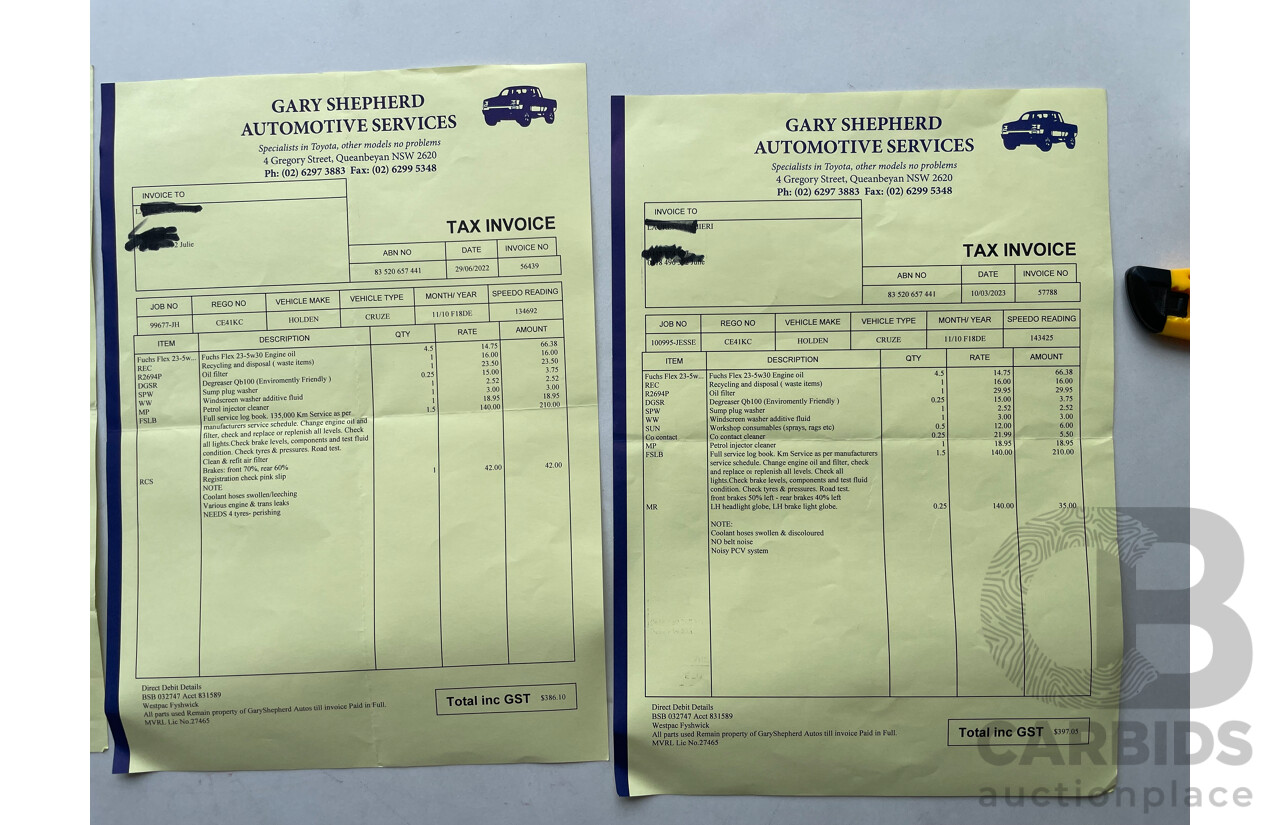 GARY SHEPHERD
AUTOMOTIVE SERVICES
Specialists in Toyota, other models no problems
4 Gregory Street, Queanbeyan NSW 2620
Ph: (02) 6297 3883 Fax: (02) 6299 5348
INVOICE TO
2 Julie
TAX INVOICE
ABN NO DATE INVOICE NO
83 520 657 441 29/06/2022 56439
JOB NO REGO NO VEHICLE MAKE VEHICLE TYPE MONTH/ YEAR SPEEDO READING
99677-JH CE41KC HOLDEN CRUZE 11/10 F18DE 134692
ITEM DESCRIPTION QTY RATE AMOUNT
Fuchs Flex 23-5w... Fuchs Flex 23-5w30 Engine oil 4.5 14.75 66.38
REC Recycling and disposal ( waste items) 1 16.00 16.00
R2694P Oil filter 1 23.50 23.50
DGSR Degreaser Qb100 (Enviromently Friendly ) 0.25 15.00 3.75
SPW Sump plug washer 1 2.52 2.52
WW Windscreen washer additive fluid 1 3.00 3.00
MP Petrol injector cleaner 1 18.95 18.95
FSLB Full service log book. 135,000 Km Service as per 1.5 140.00 210.00
manufacturers service schedule. Change engine oil and
filter, check and replace or replenish all levels. Check
all lights.Check brake levels, components and test fluid
condition. Check tyres & pressures. Road test.
Clean & refit air filter
Brakes: front 70%, rear 60%
RCS Registration check pink slip 1 42.00 42.00
NOTE
Coolant hoses swollen/leeching
Various engine & trans leaks
NEEDS 4 tyres- perishing
Direct Debit Details
BSB 032747 Acct 831589
Westpac Fyshwick
All parts used Remain property of GaryShepherd Autos till invoice Paid in Full.
MVRL Lic No.27465
Total inc GST $386.10
GARY SHEPHERD
AUTOMOTIVE SERVICES
Specialists in Toyota, other models no problems
4 Gregory Street, Queanbeyan NSW 2620
Ph: (02) 6297 3883 Fax: (02) 6299 5348
INVOICE TO
TAX INVOICE
ABN NO DATE INVOICE NO
83 520 657 441 10/03/2023 57788
JOB NO REGO NO VEHICLE MAKE VEHICLE TYPE MONTH/ YEAR SPEEDO READING
100995-JESSE CE41KC HOLDEN CRUZE 11/10 F18DE 143425
ITEM DESCRIPTION QTY RATE AMOUNT
Fuchs Flex 23-5w... Fuchs Flex 23-5w30 Engine oil 4.5 14.75 66.38
REC Recycling and disposal ( waste items) 1 16.00 16.00
R2694P Oil filter 1 29.95 29.95
DGSR Degreaser Qb100 (Enviromently Friendly ) 0.25 15.00 3.75
SPW Sump plug washer 1 2.52 2.52
WW Windscreen washer additive fluid 1 3.00 3.00
SUN Workshop consumables (sprays, rags etc) 0.5 12.00 6.00
Co contact Co contact cleaner 0.25 21.99 5.50
MP Petrol injector cleaner 1 18.95 18.95
FSLB Full service log book. Km Service as per manufacturers 1.5 140.00 210.00
service schedule. Change engine oil and filter, check
and replace or replenish all levels. Check all
lights.Check brake levels, components and test fluid
condition. Check tyres & pressures. Road test.
front brakes 50% left - rear brakes 40% left
MR LH headlight globe, LH brake light globe. 0.25 140.00 35.00
NOTE:
Coolant hoses swollen & discoloured
NO belt noise
Noisy PCV system
Direct Debit Details
BSB 032747 Acct 831589
Westpac Fyshwick
All parts used Remain property of GaryShepherd Autos till invoice Paid in Full.
MVRL Lic No.27465
Total inc GST $397.05
CB
CARBIDS
auctionplace